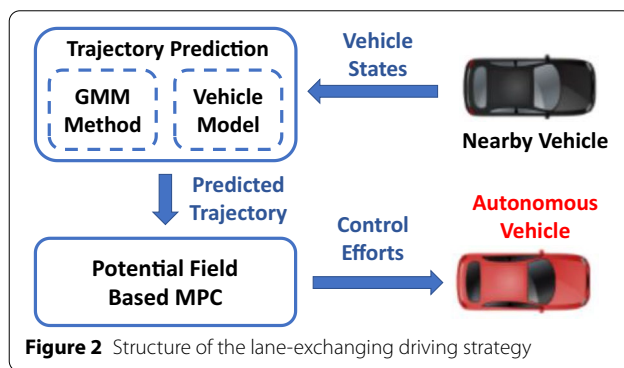 Trajectory Prediction
GMM
Method
Vehicle
Model
Vehicle
States
Nearby Vehicle
Predicted
Trajectory
Potential Field
Based MPC
Control
Efforts
Autonomous
Vehicle
Figure 2 Structure of the lane-exchanging driving strategy